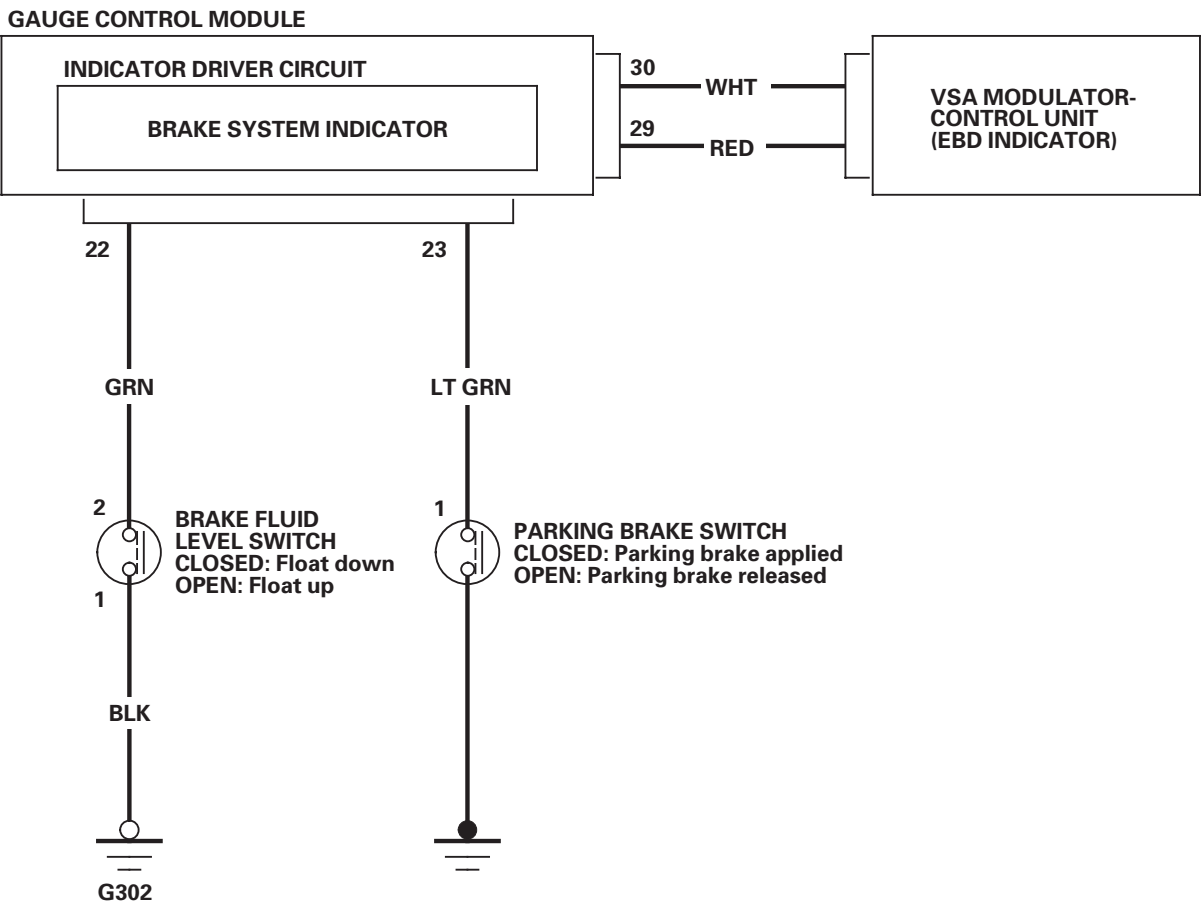 GAUGE CONTROL MODULE
INDICATOR DRIVER CIRCUIT
BRAKE SYSTEM INDICATOR
30
WHT
29
RED
VSA MODULATOR-
CONTROL UNIT
(EBD INDICATOR)
22
23
GRN
LT GRN
2
BRAKE FLUID
LEVEL SWITCH
CLOSED: Float down
OPEN: Float up
1
1
PARKING BRAKE SWITCH
CLOSED: Parking brake applied
OPEN: Parking brake released
BLK
G302